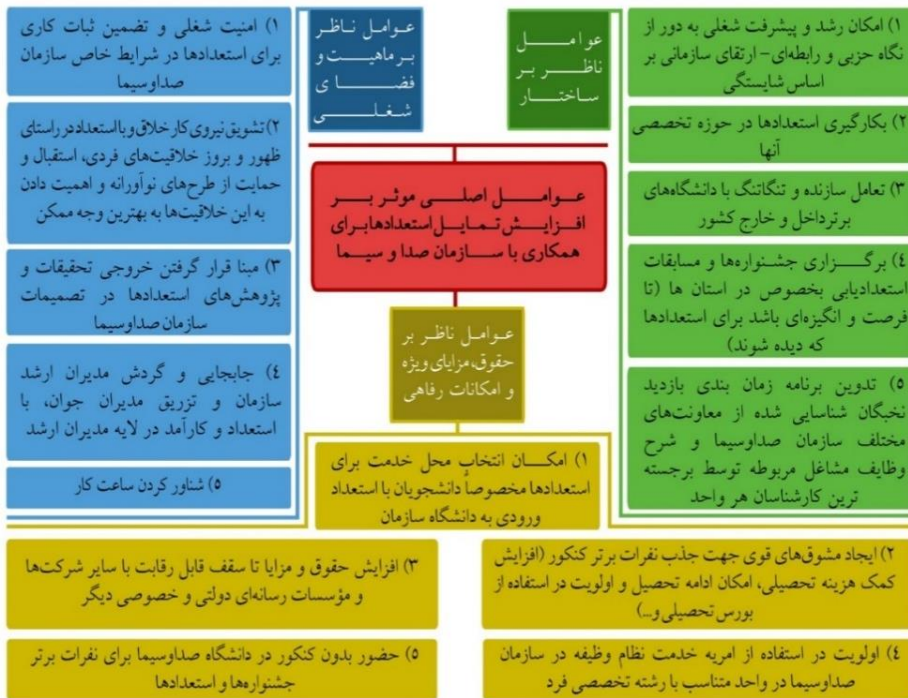 عوامل ناظر
بر ساختار
۱) امکان رشد و پیشرفت شغلی به دور از
نگاه حزبی و رابطه‌ای- ارتقای سازمانی بر
اساس شایستگی
۲) بکارگیری استعدادها در حوزه تخصصی
آنها
۳) تعامل سازنده و تنگاتنگ با دانشگاه‌های
برتر داخل و خارج کشور
۴) برگزاری جشنواره‌ها و مسابقات
استعدادیابی بخصوص در استان ها (تا
فرصت و انگیزه‌ای باشد برای استعدادها
که دیده شوند)
۵) تدوین برنامه زمان بندی بازدید
نخبگان شناسایی شده از معاونت‌های
مختلف سازمان صداوسیما و شرح
وظایف مشاغل مربوطه توسط برجسته
ترین کارشناسان هر واحد
عوامل ناظر
بر ماهیت و
فضای
شغلی
۱) امنیت شغلی و تضمین ثبات کاری
برای استعدادها در شرایط خاص سازمان
صداوسیما
۲) تشویق نیروی کار خلاق و بااستعداد در راستای
ظهور و بروز خلاقیت‌های فردی، استقبال و
حمایت از طرح‌های نوآورانه و اهمیت دادن
به این خلاقیت‌ها به بهترین وجه ممکن
۳) مبنا قرار گرفتن خروجی تحقیقات و
پژوهش‌های استعدادها در تصمیمات
سازمان صداوسیما
۴) جابجایی و گردش مدیران ارشد
سازمان و تزریق مدیران جوان، با
استعداد و کارآمد در لایه مدیران ارشد
۵) شناور کردن ساعت کار
عوامل اصلی موثر بر
افزایش تمایل استعدادها برای
همکاری با سازمان صدا و سیما
عوامل ناظر بر
حقوق، مزایای ویژه
و امکانات رفاهی
۱) امکان انتخاب محل خدمت برای
استعدادها مخصوصاً دانشجویان با استعداد
ورودی به دانشگاه سازمان
۲) ایجاد مشوق‌های قوی جهت جذب نفرات برتر کنکور (افزایش
کمک هزینه تحصیلی، امکان ادامه تحصیل و اولویت در استفاده از
بورس تحصیلی و...)
۳) افزایش حقوق و مزایا تا سقف قابل رقابت با سایر شرکت‌ها
و مؤسسات رسانه‌ای دولتی و خصوصی دیگر
۴) اولویت در استفاده از امریه خدمت نظام وظیفه در سازمان
صداوسیما در واحد متناسب با رشته تخصصی فرد
۵) حضور بدون کنکور در دانشگاه صداوسیما برای نفرات برتر
جشنواره‌ها و استعدادها